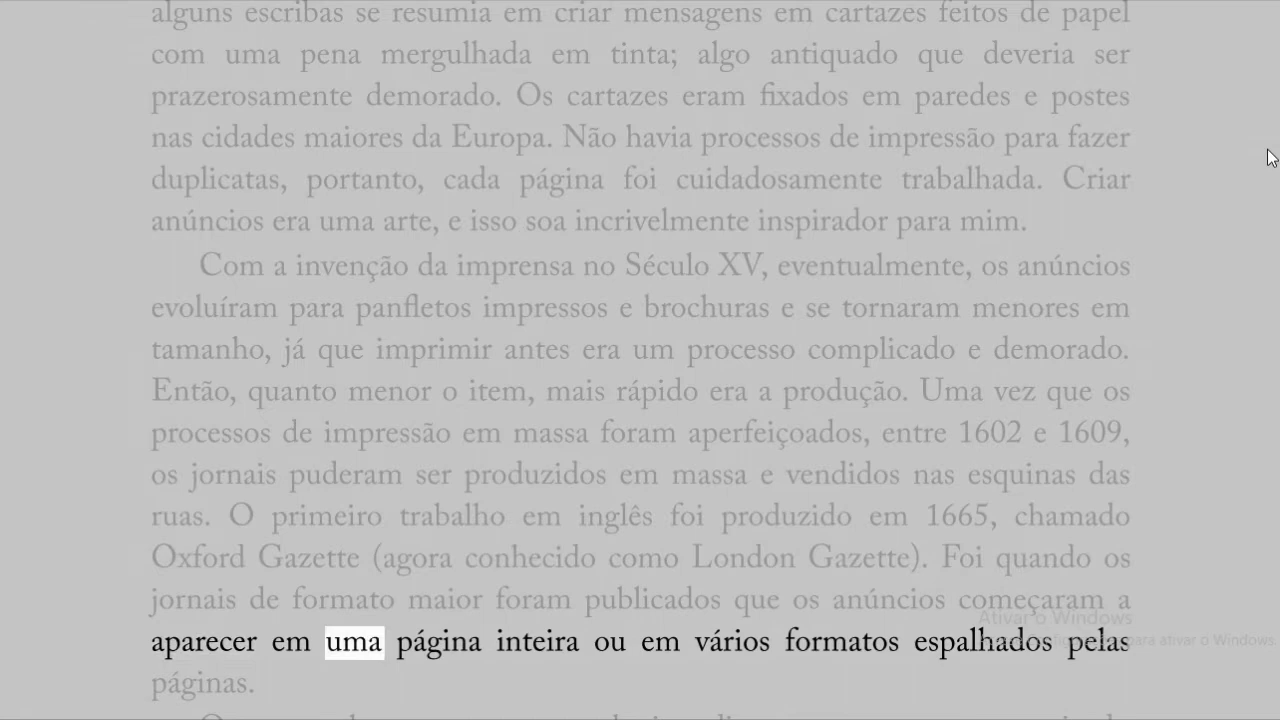 alguns escribas se resumia em criar mensagens em cartazes feitos de papel
com uma pena mergulhada em tinta; algo antiquado que deveria ser
prazerosamente demorado. Os cartazes eram fixados em paredes e postes
nas cidades maiores da Europa. Não havia processos de impressão para fazer
duplicatas, portanto, cada página foi cuidadosamente trabalhada. Criar
anúncios era uma arte, e isso soa incrivelmente inspirador para mim.
Com a invenção da imprensa no Século XV, eventualmente, os anúncios
evoluíram para panfletos impressos e brochuras e se tornaram menores em
tamanho, já que imprimir antes era um processo complicado e demorado.
Então, quanto menor o item, mais rápido era a produção. Uma vez que os
processos de impressão em massa foram aperfeiçoados, entre 1602 e 1609,
os jornais puderam ser produzidos em massa e vendidos nas esquinas das
ruas. O primeiro trabalho em inglês foi produzido em 1665, chamado
Oxford Gazette (agora conhecido como London Gazette). Foi quando os
jornais de formato maior foram publicados que os anúncios começaram a
Ativar o Windows
aparecer em uma página inteira ou em vários formatos espalhados pelas
para ativar o Windows.
páginas.